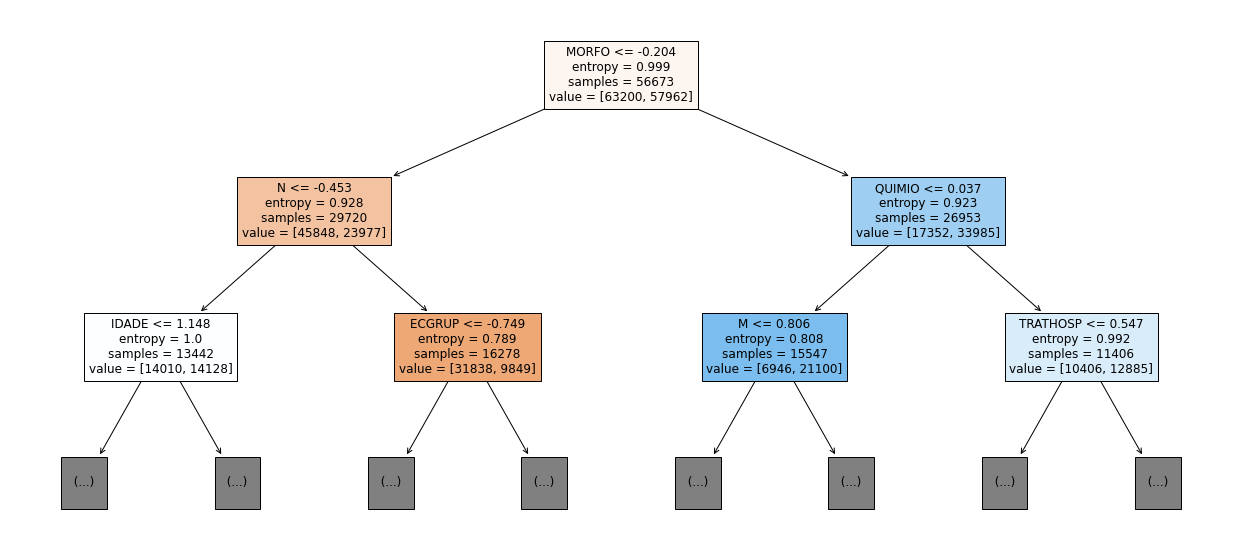 MORFO <= -0.204
entropy = 0.999
samples = 56673
value = [63200, 57962]
N <= -0.453
entropy = 0.928
samples = 29720
value = [45848, 23977]
QUIMIO <= 0.037
entropy = 0.923
samples = 26953
value = [17352, 33985]
IDADE <= 1.148
entropy = 1.0
samples = 13442
value = [14010, 14128]
ECGRUP <= -0.749
entropy = 0.789
samples = 16278
value = [31838, 9849]
M <= 0.806
entropy = 0.808
samples = 15547
value = [6946, 21100]
TRATHOSP <= 0.547
entropy = 0.992
samples = 11406
value = [10406, 12885]
(...)
(...)
(...)
(...)
(...)
(...)
(...)
(...)